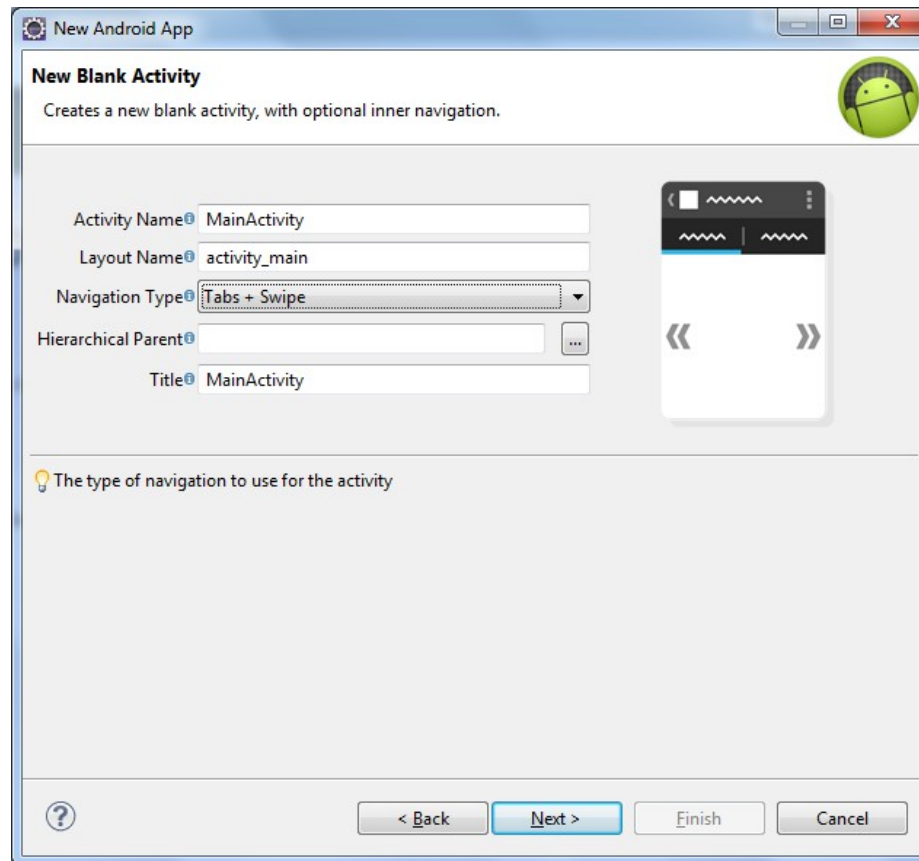 New Android App
New Blank Activity
Creates a new blank activity, with optional inner navigation.
Activity Name MainActivity
Layout Name activity_main
Navigation Type Tabs + Swipe
Hierarchical Parent ...
Title MainActivity
The type of navigation to use for the activity
? < Back Next > Finish Cancel